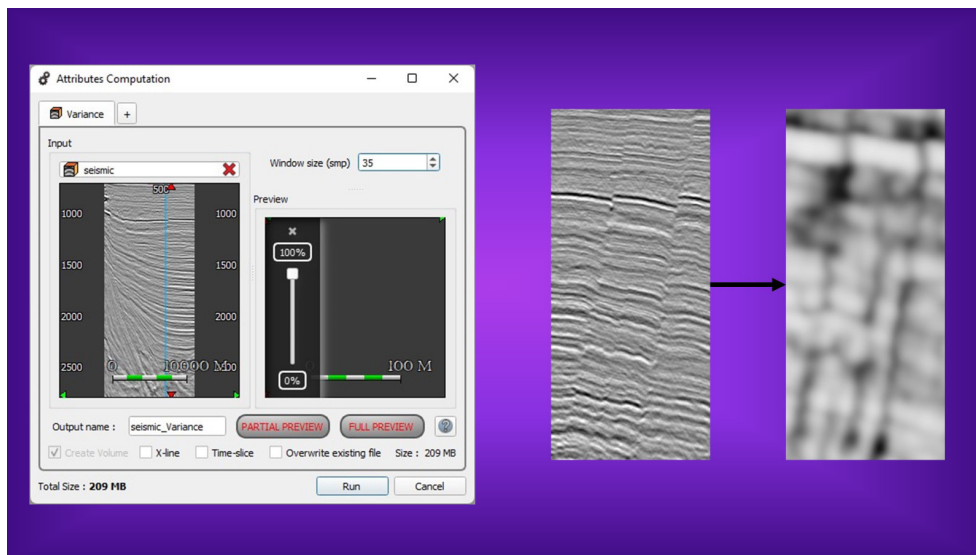 Attributes Computation
Variance +
Input
seismic
Window size (smp) 35
500
1000 1000
1500 1500
2000 2000
2500
0 10000 M
Preview
100%
0%
100 M
Output name : seismic_Variance PARTIAL PREVIEW FULL PREVIEW ?
Create Volume X-line Time-slice Overwrite existing file Size : 209 MB
Total Size : 209 MB Run Cancel